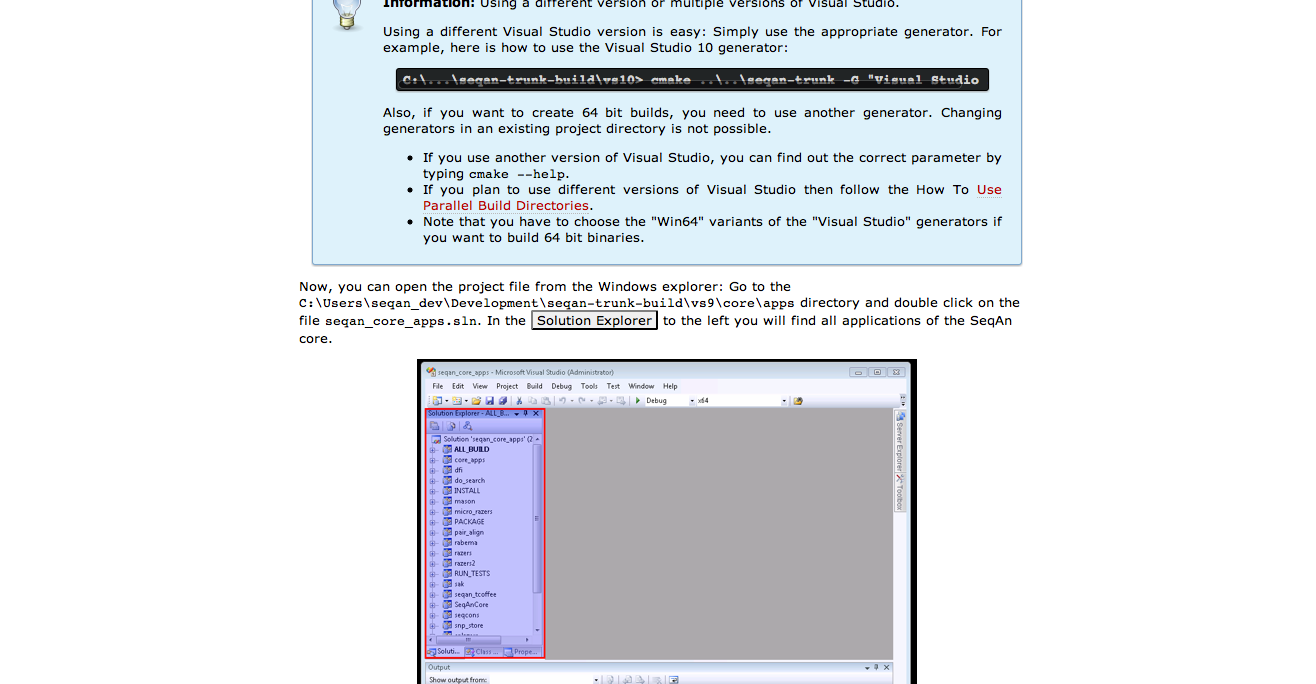 Information: Using a different version or multiple versions of Visual Studio.
Using a different Visual Studio version is easy: Simply use the appropriate generator. For
example, here is how to use the Visual Studio 10 generator:
C:\...\seqan-trunk-build\vs10> cmake ..\..\seqan-trunk -G "Visual Studio
Also, if you want to create 64 bit builds, you need to use another generator. Changing
generators in an existing project directory is not possible.
• If you use another version of Visual Studio, you can find out the correct parameter by
typing cmake --help.
• If you plan to use different versions of Visual Studio then follow the How To Use
Parallel Build Directories.
• Note that you have to choose the "Win64" variants of the "Visual Studio" generators if
you want to build 64 bit binaries.
Now, you can open the project file from the Windows explorer: Go to the
C:\Users\seqan_dev\Development\seqan-trunk-build\vs9\core\apps directory and double click on the
file seqan_core_apps.sln. In the Solution Explorer to the left you will find all applications of the SeqAn
core.
seqan_core_apps - Microsoft Visual Studio (Administrator)
File Edit View Project Build Debug Tools Test Window Help
Debug x64
Solution Explorer - ALL_B...
Solution 'seqan_core_apps' (2
ALL_BUILD
core_apps
dfi
do_search
INSTALL
mason
micro_razers
PACKAGE
pair_align
rabema
razers
razers2
RUN_TESTS
sak
seqan_tcoffee
SeqAnCore
seqcons
snp_store
Soluti... Class ... Prope...
Server Explorer
Toolbox
Output
Show output from: